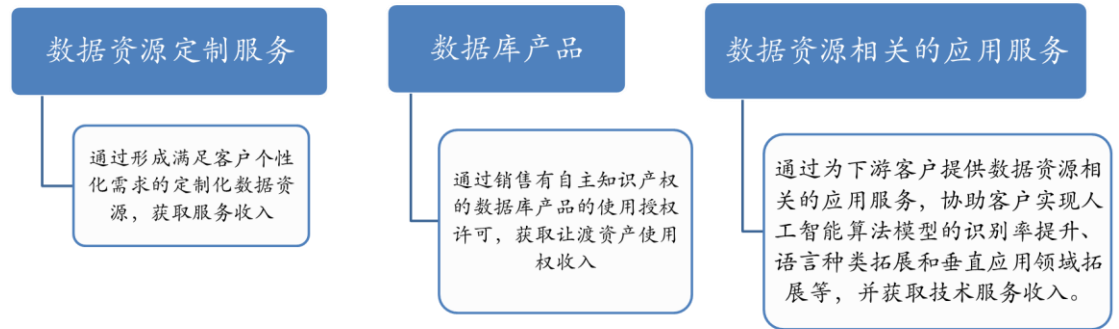 数据资源定制服务
通过形成满足客户个性
化需求的定制化数据资
源，获取服务收入
数据库产品
通过销售有自主知识产权
的数据库产品的使用授权
许可，获取让渡资产使用
权收入
数据资源相关的应用服务
通过为下游客户提供数据资源相
关的应用服务，协助客户实现人
工智能算法模型的识别率提升、
语言种类拓展和垂直应用领域拓
展等，并获取技术服务收入。